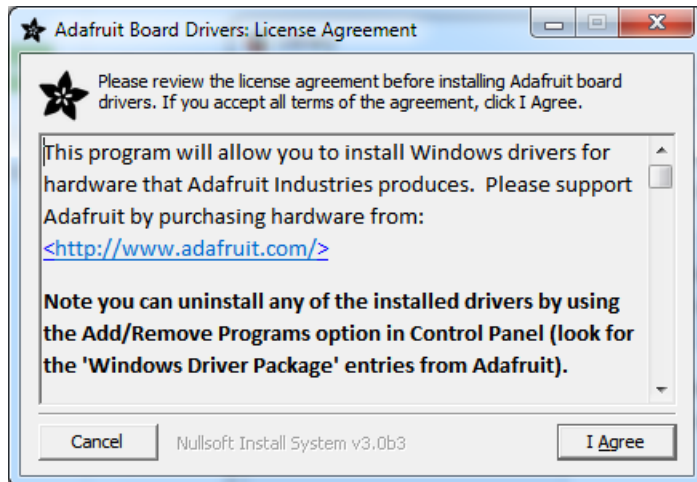 Adafruit Board Drivers: License Agreement
Please review the license agreement before installing Adafruit board
drivers. If you accept all terms of the agreement, click I Agree.
This program will allow you to install Windows drivers for
hardware that Adafruit Industries produces.  Please support
Adafruit by purchasing hardware from:
<http://www.adafruit.com/>
Note you can uninstall any of the installed drivers by using
the Add/Remove Programs option in Control Panel (look for
the 'Windows Driver Package' entries from Adafruit).
Cancel
Nullsoft Install System v3.0b3
I Agree